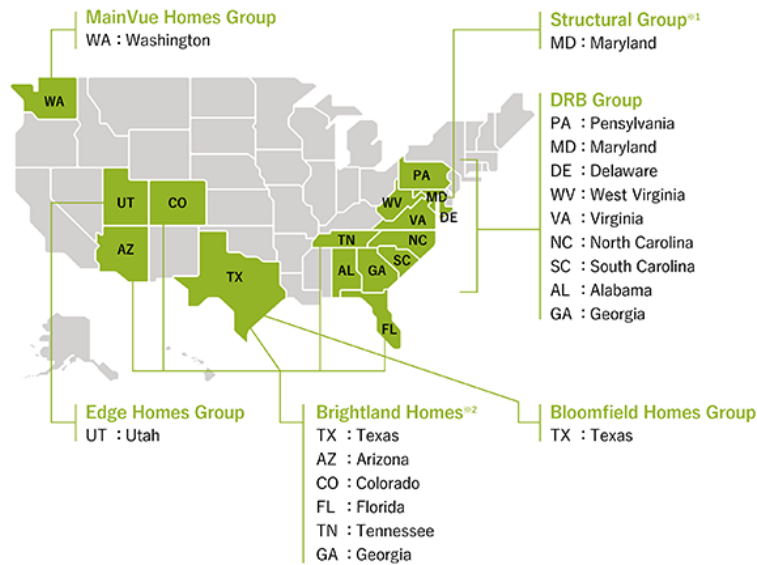 MainVue Homes Group
WA：Washington
Structural Group※1
MD：Maryland
DRB Group
PA：Pensylvania
MD：Maryland
DE：Delaware
WV：West Virginia
VA：Virginia
NC：North Carolina
SC：South Carolina
AL：Alabama
GA：Georgia
WA
UT
CO
AZ
TX
PA
WV
MD
DE
VA
TN
NC
SC
AL
GA
FL
Edge Homes Group
UT：Utah
Brightland Homes※2
TX：Texas
AZ：Arizona
CO：Colorado
FL：Florida
TN：Tennessee
GA：Georgia
Bloomfield Homes Group
TX：Texas